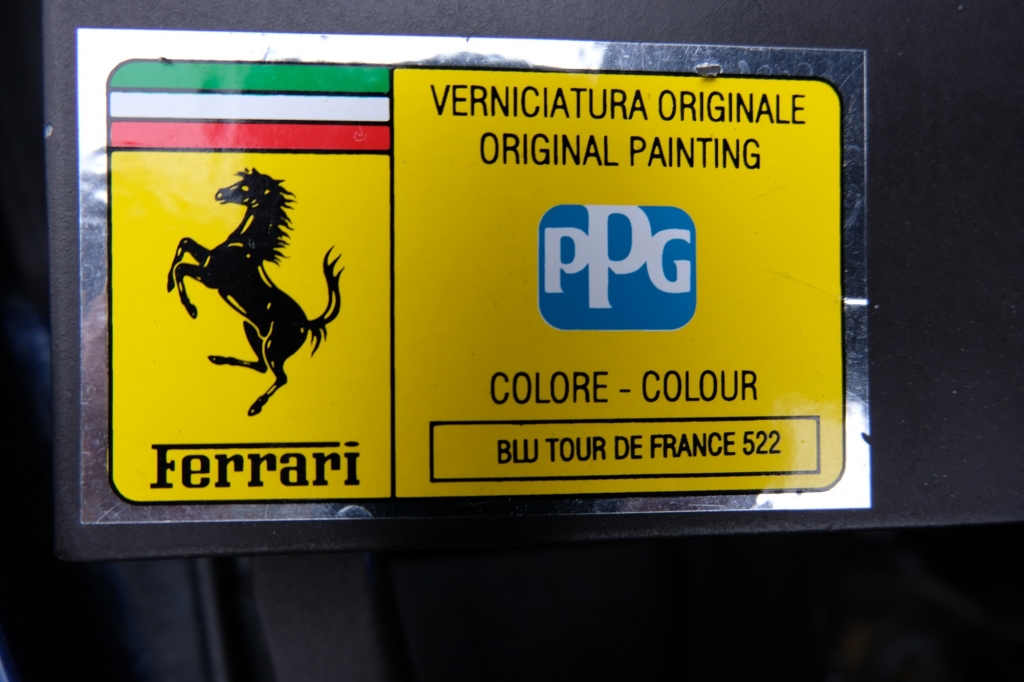 VERNICIATURA ORIGINALE
ORIGINAL PAINTING
PPG
COLORE - COLOUR
BLU TOUR DE FRANCE 522
Ferrari